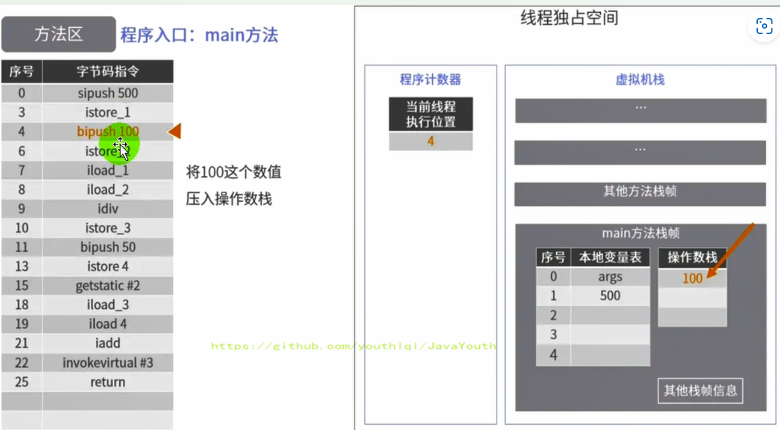 方法区
程序入口：main方法
序号 字节码指令
0 sipush 500
3 istore_1
4 bipush 100
6
7 iload_1
8 iload_2
9 idiv
10 istore_3
11 bipush 50
13 istore 4
15 getstatic #2
18 iload_3
19 iload 4
21 iadd
22 invokevirtual #3
25 return
将100这个数值
压入操作数栈
线程独占空间
程序计数器
当前线程
执行位置
4
虚拟机栈
...
...
其他方法栈帧
main方法栈帧
序号 本地变量表
0 args
1 500
2
3
4
操作数栈
100
其他栈帧信息
https://github.com/youthlql/JavaYouth